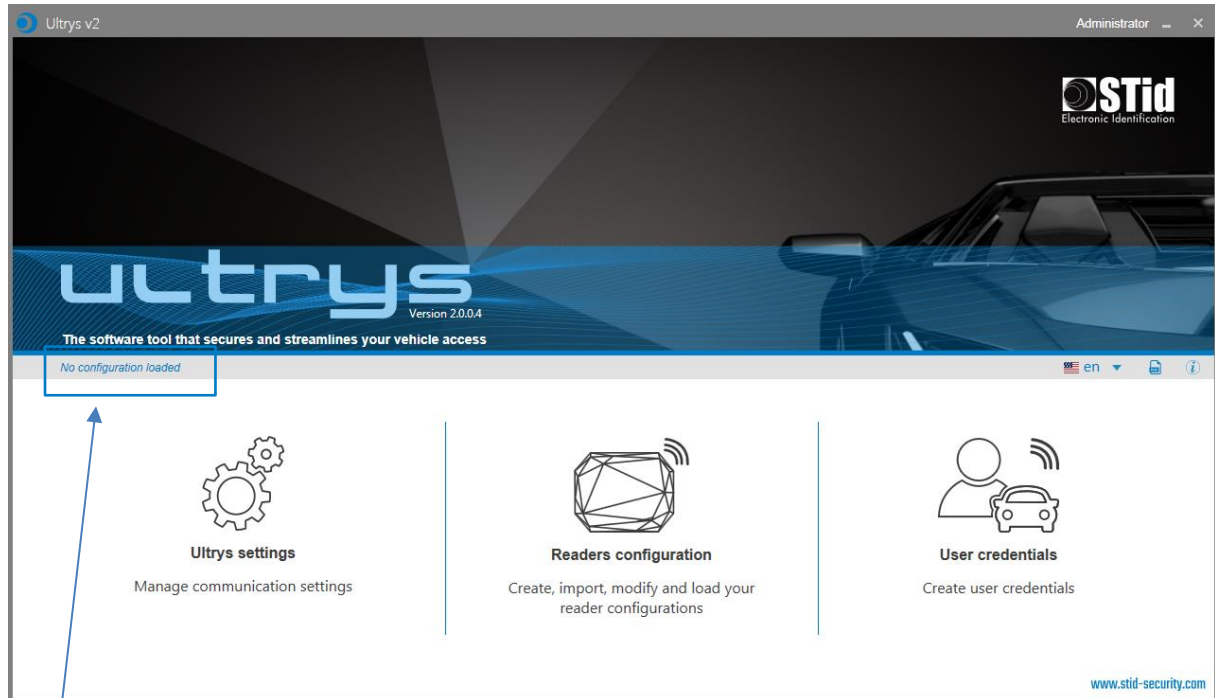 Ultrys v2
Administrator
STid
Electronic Identification
ultrys
Version 2.0.0.4
The software tool that secures and streamlines your vehicle access
No configuration loaded
en
Ultrys settings
Manage communication settings
Readers configuration
Create, import, modify and load your
reader configurations
User credentials
Create user credentials
www.stid-security.com